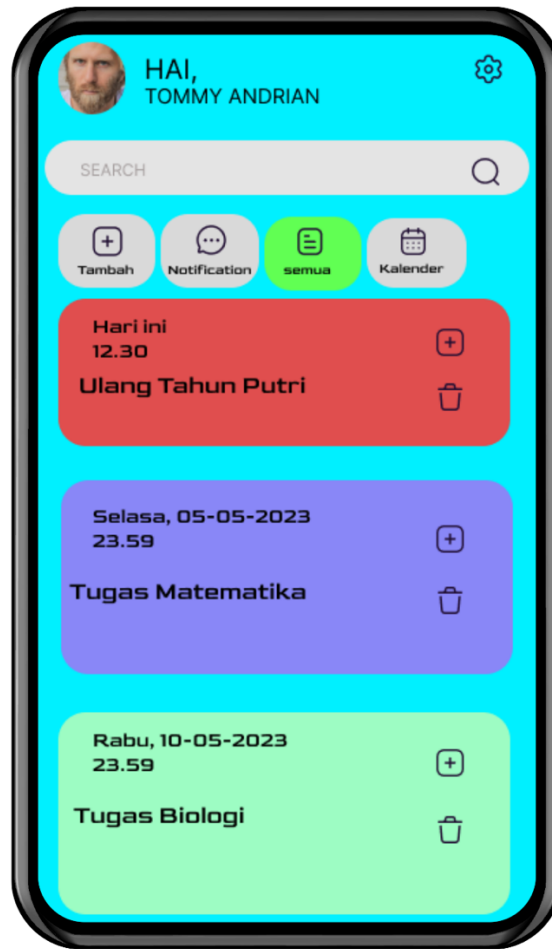 HAI,
TOMMY ANDRIAN
SEARCH
Tambah Notification semua Kalender
Hari ini
12.30
Ulang Tahun Putri
Selasa, 05-05-2023
23.59
Tugas Matematika
Rabu, 10-05-2023
23.59
Tugas Biologi